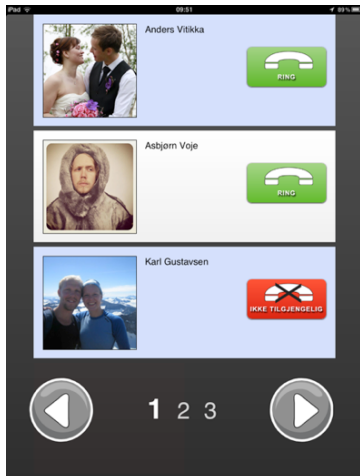 iPad
09:51
89%
Anders Vitikka
RING
Asbjørn Voje
RING
Karl Gustavsen
IKKE TILGJENGELIG
1 2 3